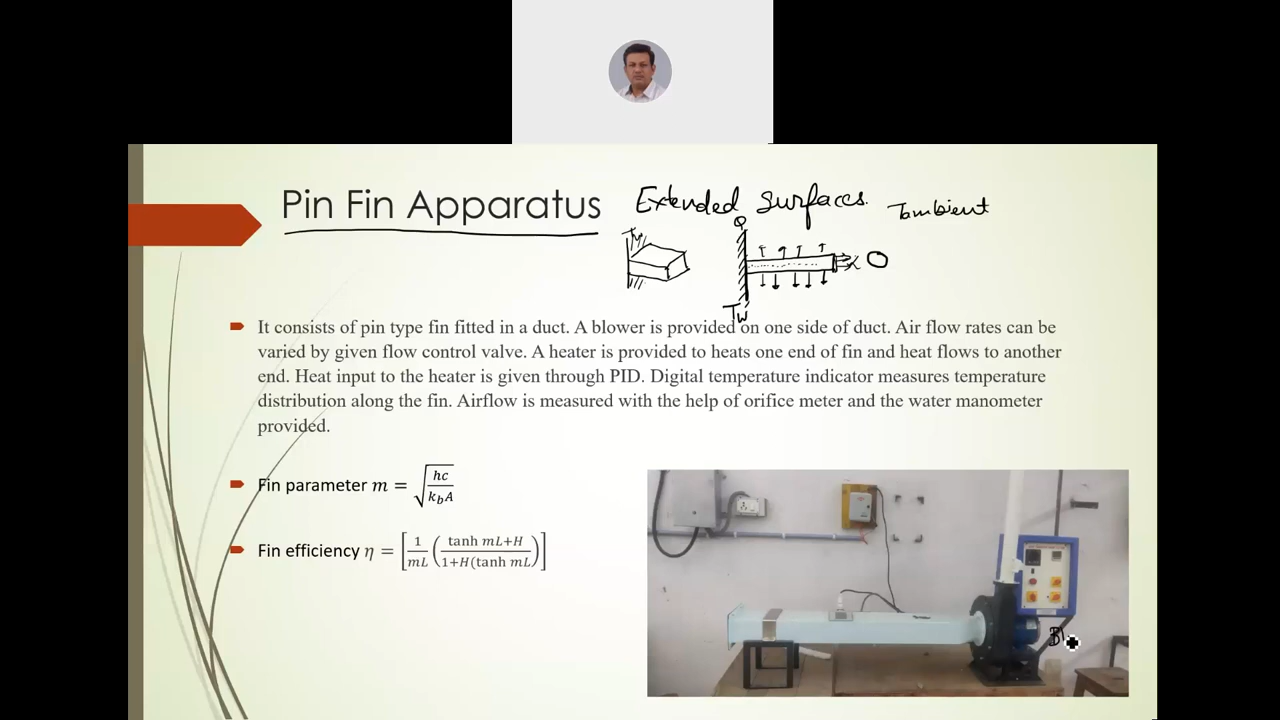 Pin Fin Apparatus Extended surfaces. Tambient
Tw Q
Tw
It consists of pin type fin fitted in a duct. A blower is provided on one side of duct. Air flow rates can be
varied by given flow control valve. A heater is provided to heats one end of fin and heat flows to another
end. Heat input to the heater is given through PID. Digital temperature indicator measures temperature
distribution along the fin. Airflow is measured with the help of orifice meter and the water manometer
provided.
Fin parameter m = √(hc / k_bA)
Fin efficiency η = [1/mL (tanh mL+H / 1+H(tanh mL))]